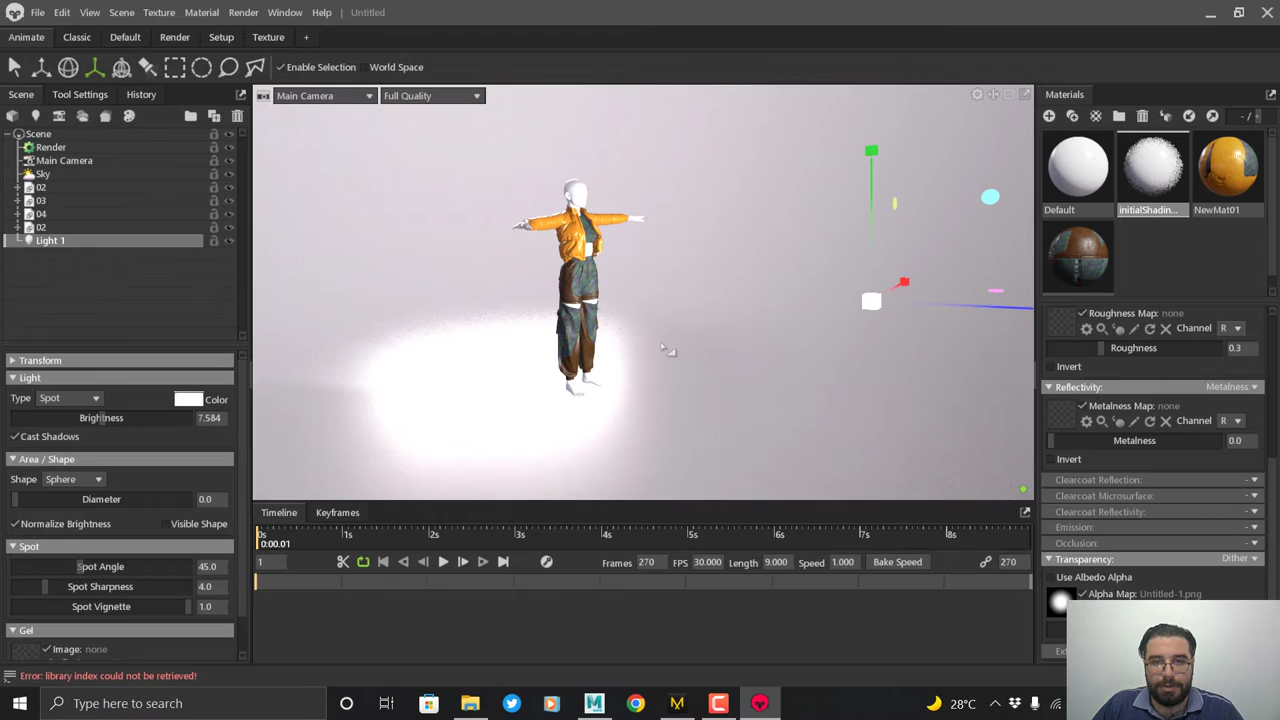 File Edit View Scene Texture Material Render Window Help Untitled
Animate Classic Default Render Setup Texture +
Enable Selection World Space
Scene Tool Settings History
Main Camera Full Quality
Materials
Scene
Render
Main Camera
Sky
02
03
04
02
Light 1
Default initialShadin... NewMat01
Transform
Light
Type Spot Color
Brightness 7.584
Cast Shadows
Area / Shape
Shape Sphere
Diameter 0.0
Normalize Brightness Visible Shape
Spot
Spot Angle 45.0
Spot Sharpness 4.0
Spot Vignette 1.0
Gel
Image: none
Roughness Map: none
Channel R
Roughness 0.3
Invert
Reflectivity: Metalness
Metalness Map: none
Channel R
Metalness 0.0
Invert
Clearcoat Reflection: -
Clearcoat Microsurface: -
Clearcoat Reflectivity: -
Emission: -
Occlusion: -
Transparency: Dither
Use Albedo Alpha
Alpha Map: Untitled-1.png
Timeline Keyframes
0s 1s 2s 3s 4s 5s 6s 7s 8s
0:00.01
1 Frames 270 FPS 30.000 Length 9.000 Speed 1.000 Bake Speed 270
Error: library index could not be retrieved!
Type here to search
28°C